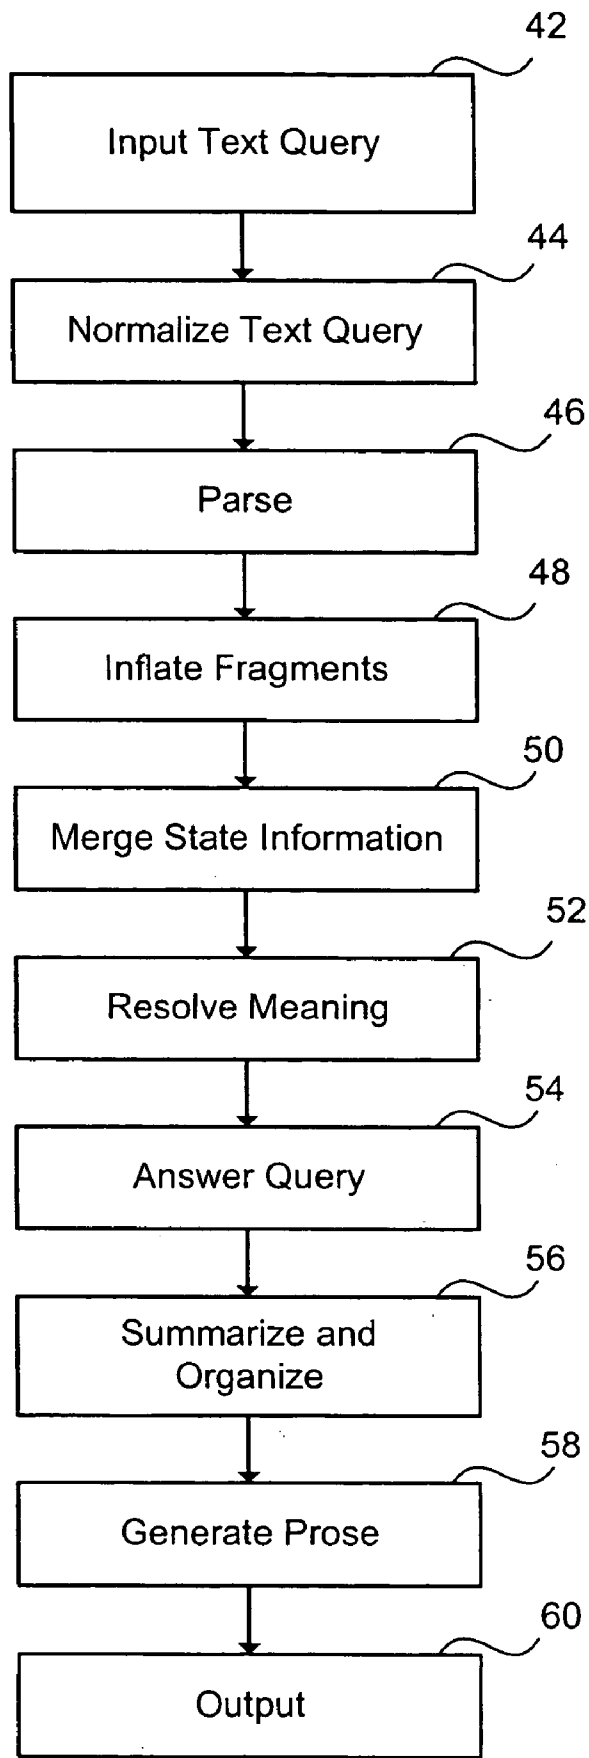 42
Input Text Query
44
Normalize Text Query
46
Parse
48
Inflate Fragments
50
Merge State Information
52
Resolve Meaning
54
Answer Query
56
Summarize and
Organize
58
Generate Prose
60
Output